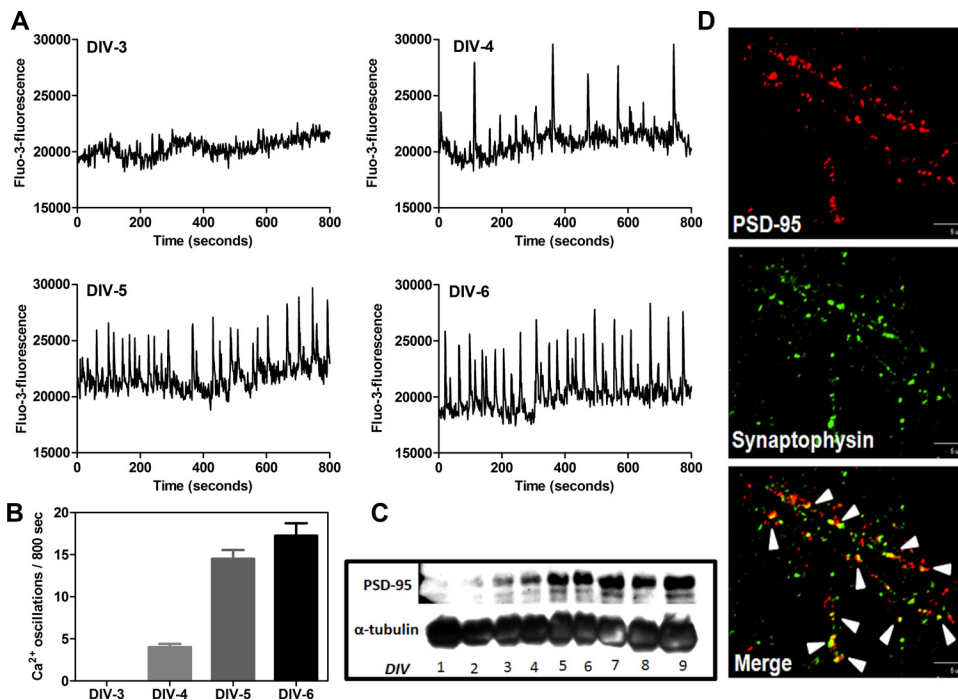 A
DIV-3
30000
25000
20000
15000
Fluo-3-fluorescence
0 200 400 600 800
Time (seconds)
DIV-4
30000
25000
20000
15000
Fluo-3-fluorescence
0 200 400 600 800
Time (seconds)
DIV-5
30000
25000
20000
15000
Fluo-3-fluorescence
0 200 400 600 800
Time (seconds)
DIV-6
30000
25000
20000
15000
Fluo-3-fluorescence
0 200 400 600 800
Time (seconds)
B
20
15
10
5
0
Ca²⁺ oscillations / 800 sec
DIV-3 DIV-4 DIV-5 DIV-6
C
PSD-95
α-tubulin
DIV 1 2 3 4 5 6 7 8 9
D
PSD-95
5 u
Synaptophysin
5 u
Merge
5 u